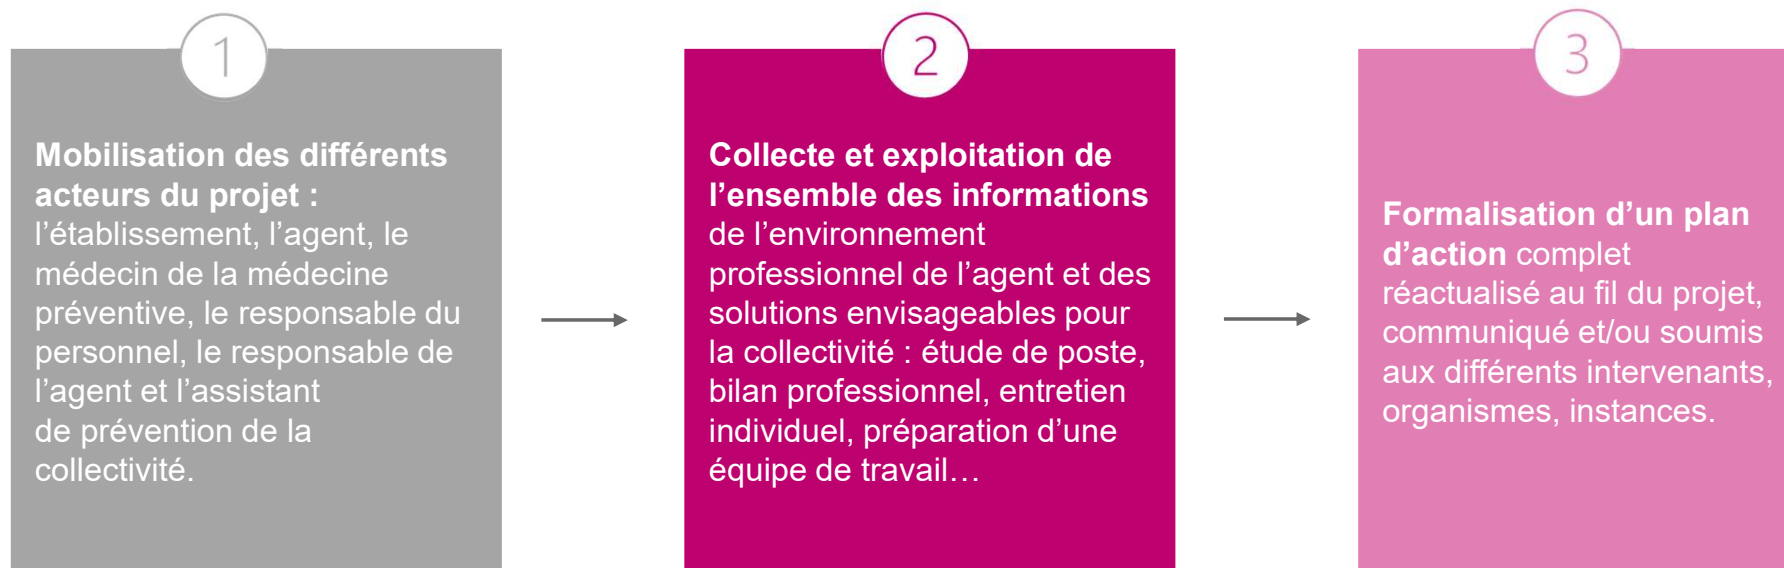 1
Mobilisation des différents
acteurs du projet :
l’établissement, l’agent, le
médecin de la médecine
préventive, le responsable du
personnel, le responsable de
l’agent et l’assistant
de prévention de la
collectivité.
2
Collecte et exploitation de
l’ensemble des informations
de l’environnement
professionnel de l’agent et des
solutions envisageables pour
la collectivité : étude de poste,
bilan professionnel, entretien
individuel, préparation d’une
équipe de travail…
3
Formalisation d’un plan
d’action complet
réactualisé au fil du projet,
communiqué et/ou soumis
aux différents intervenants,
organismes, instances.